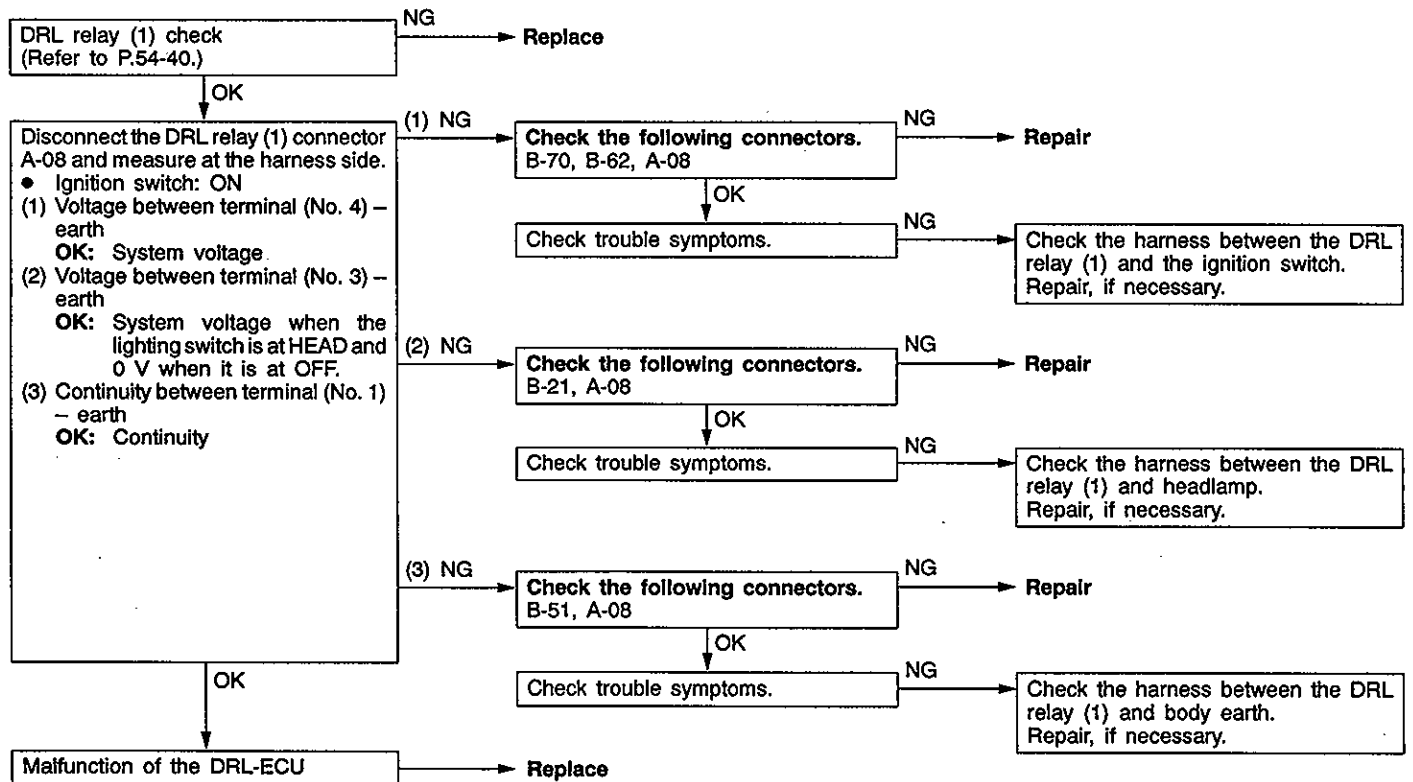 NG
DRL relay (1) check
(Refer to P.54-40.)
Replace
OK
Disconnect the DRL relay (1) connector
A-08 and measure at the harness side.
● Ignition switch: ON
(1) Voltage between terminal (No. 4) –
earth
OK: System voltage
(2) Voltage between terminal (No. 3) –
earth
OK: System voltage when the
lighting switch is at HEAD and
0 V when it is at OFF.
(3) Continuity between terminal (No. 1)
– earth
OK: Continuity
(1) NG
Check the following connectors.
B-70, B-62, A-08
NG
Repair
OK
Check trouble symptoms.
NG
Check the harness between the DRL
relay (1) and the ignition switch.
Repair, if necessary.
(2) NG
Check the following connectors.
B-21, A-08
NG
Repair
OK
Check trouble symptoms.
NG
Check the harness between the DRL
relay (1) and headlamp.
Repair, if necessary.
(3) NG
Check the following connectors.
B-51, A-08
NG
Repair
OK
Check trouble symptoms.
NG
Check the harness between the DRL
relay (1) and body earth.
Repair, if necessary.
OK
Malfunction of the DRL-ECU
Replace